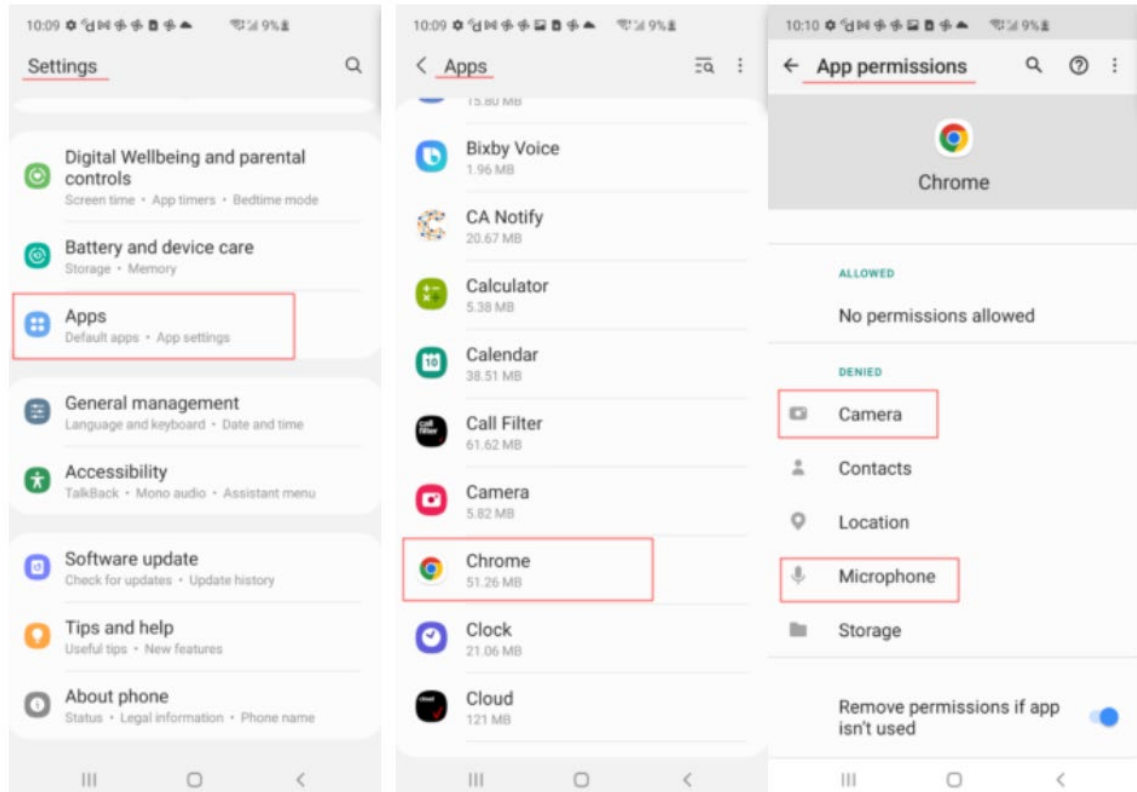 10:09
9%
Settings
Digital Wellbeing and parental
controls
Screen time • App timers • Bedtime mode
Battery and device care
Storage • Memory
Apps
Default apps • App settings
General management
Language and keyboard • Date and time
Accessibility
TalkBack • Mono audio • Assistant menu
Software update
Check for updates • Update history
Tips and help
Useful tips • New features
About phone
Status • Legal information • Phone name
10:09
9%
Apps
15.80 MB
Bixby Voice
1.96 MB
CA Notify
20.67 MB
Calculator
5.38 MB
10
Calendar
38.51 MB
call
filter
Call Filter
61.62 MB
Camera
5.82 MB
Chrome
51.26 MB
Clock
21.06 MB
cloud
Cloud
121 MB
10:10
9%
App permissions
Chrome
ALLOWED
No permissions allowed
DENIED
Camera
Contacts
Location
Microphone
Storage
Remove permissions if app
isn't used